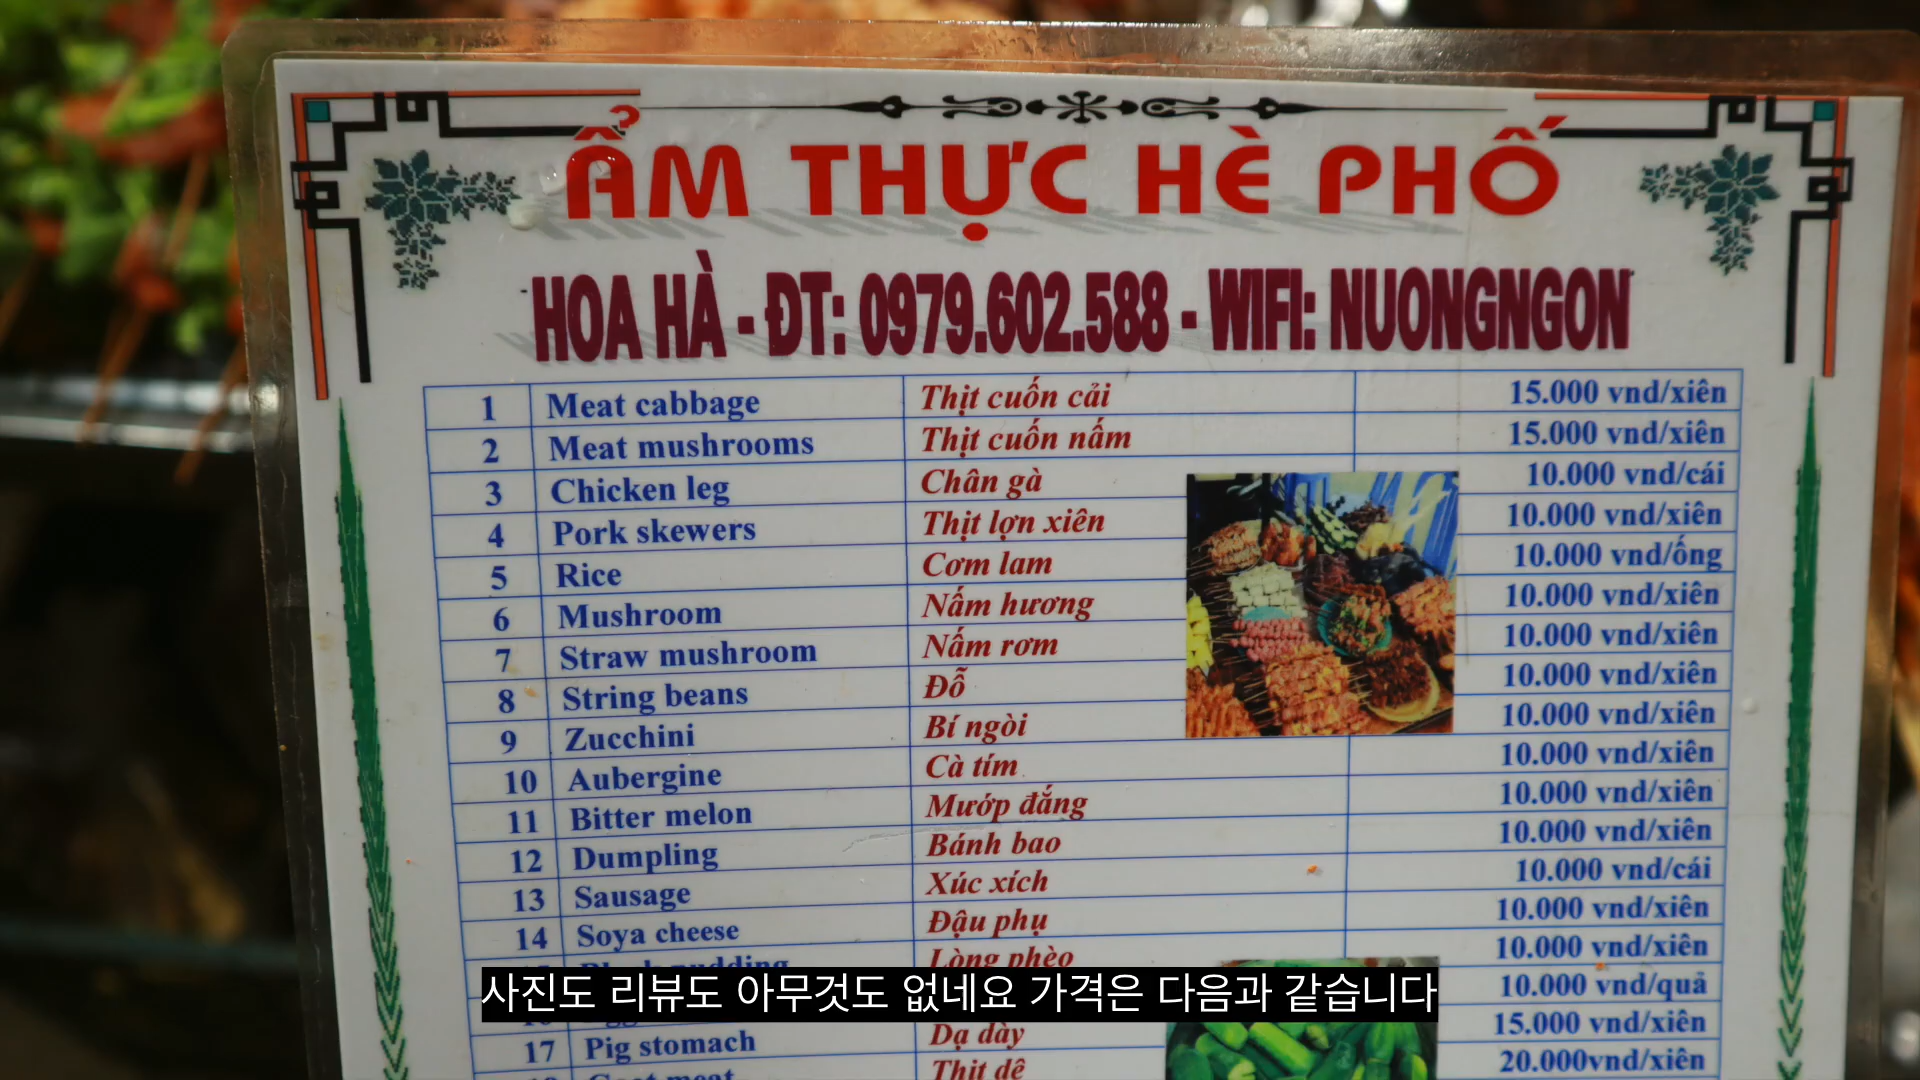 ẨM THỰC HÈ PHỐ
HOA HÀ - ĐT: 0979.602.588 - WIFI: NUONGNGON
1 Meat cabbage Thịt cuốn cải 15.000 vnd/xiên
2 Meat mushrooms Thịt cuốn nấm 15.000 vnd/xiên
3 Chicken leg Chân gà 10.000 vnd/cái
4 Pork skewers Thịt lợn xiên 10.000 vnd/xiên
5 Rice Cơm lam 10.000 vnd/ống
6 Mushroom Nấm hương 10.000 vnd/xiên
7 Straw mushroom Nấm rơm 10.000 vnd/xiên
8 String beans Đỗ 10.000 vnd/xiên
9 Zucchini Bí ngòi 10.000 vnd/xiên
10 Aubergine Cà tím 10.000 vnd/xiên
11 Bitter melon Mướp đắng 10.000 vnd/xiên
12 Dumpling Bánh bao 10.000 vnd/xiên
13 Sausage Xúc xích 10.000 vnd/cái
14 Soya cheese Đậu phụ 10.000 vnd/xiên
Lòng phèo 10.000 vnd/xiên
10.000 vnd/quả
17 Pig stomach Dạ dày 15.000 vnd/xiên
Thịt dê 20.000vnd/xiên
사진도 리뷰도 아무것도 없네요 가격은 다음과 같습니다